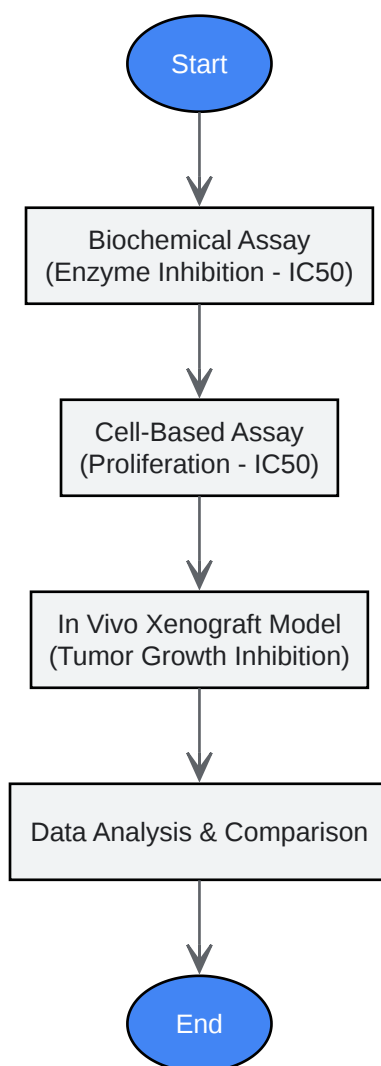 Start
Biochemical Assay
(Enzyme Inhibition - IC50)
Cell-Based Assay
(Proliferation - IC50)
In Vivo Xenograft Model
(Tumor Growth Inhibition)
Data Analysis & Comparison
End